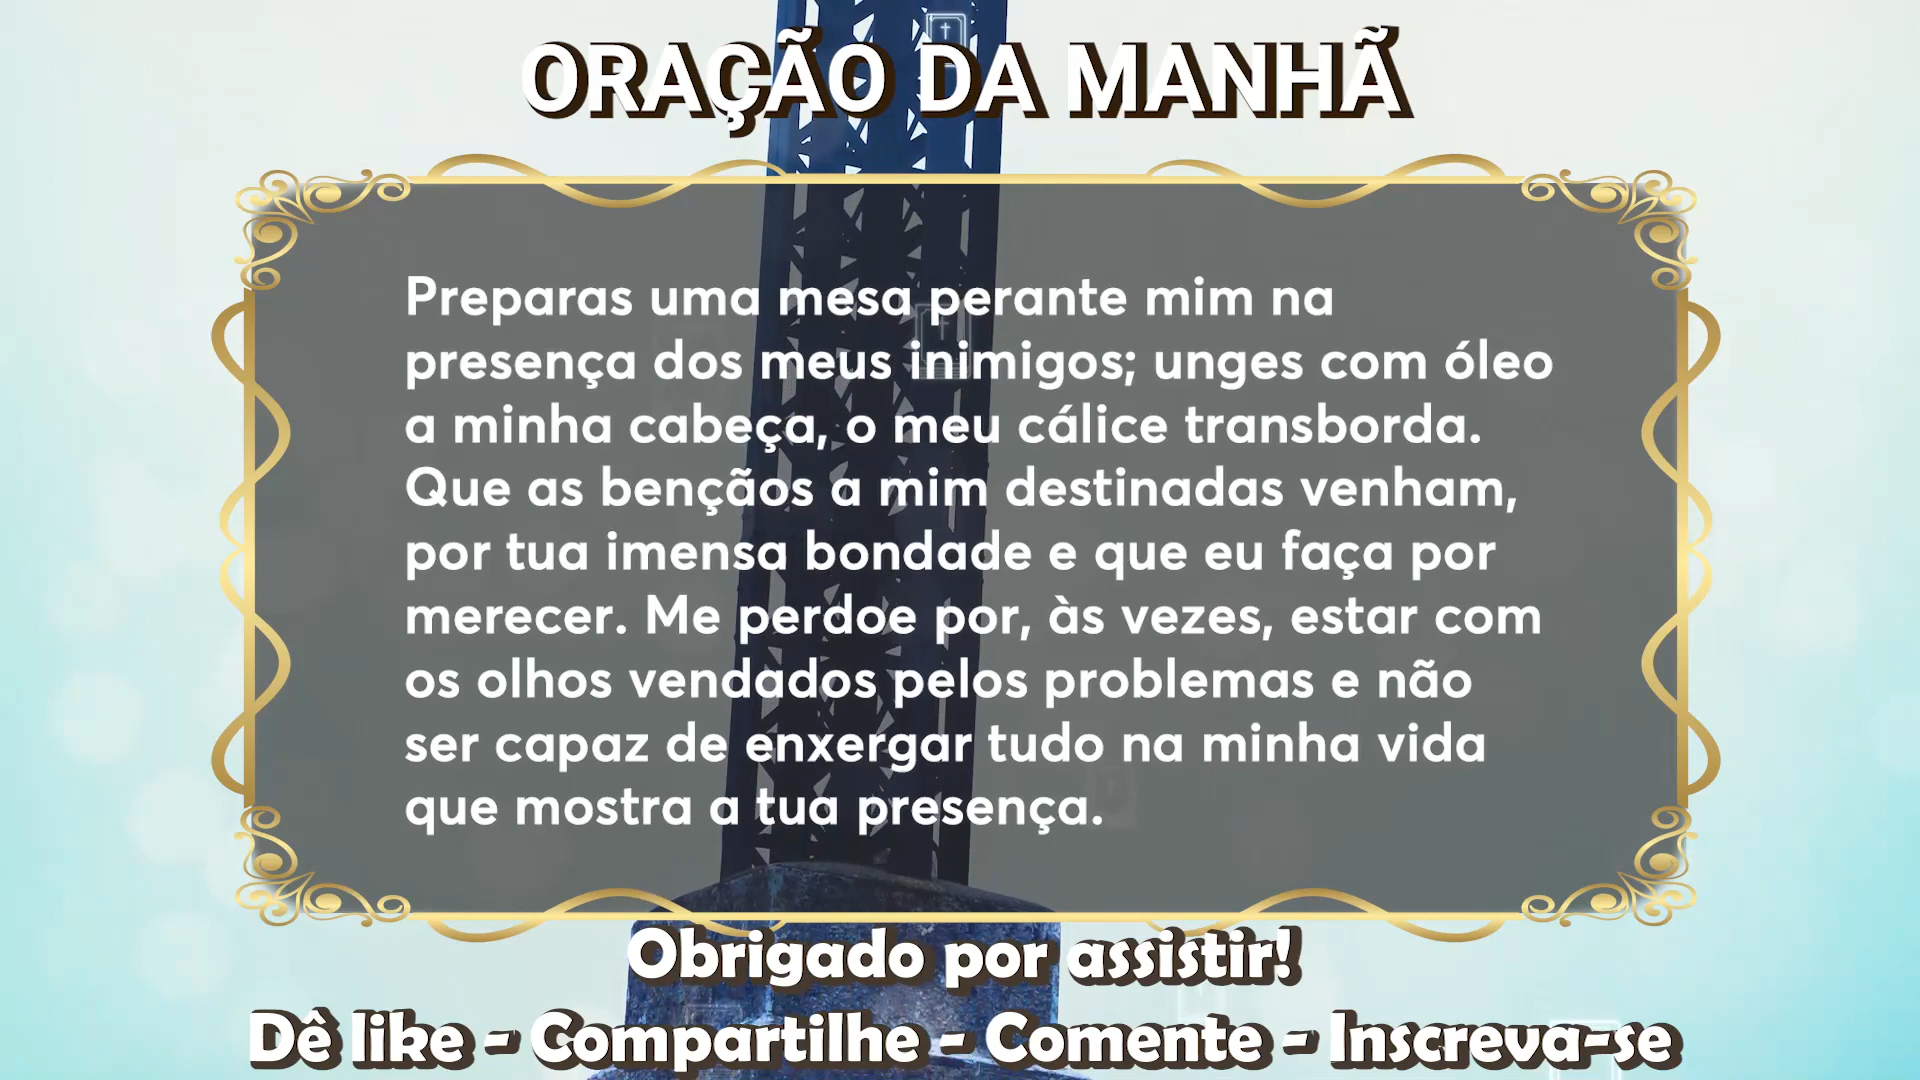 ORAÇÃO DA MANHÃ
Preparas uma mesa perante mim na
presença dos meus inimigos; unges com óleo
a minha cabeça, o meu cálice transborda.
Que as bençãos a mim destinadas venham,
por tua imensa bondade e que eu faça por
merecer. Me perdoe por, às vezes, estar com
os olhos vendados pelos problemas e não
ser capaz de enxergar tudo na minha vida
que mostra a tua presença.
Obrigado por assistir!
Dê like - Compartilhe - Comente - Inscreva-se